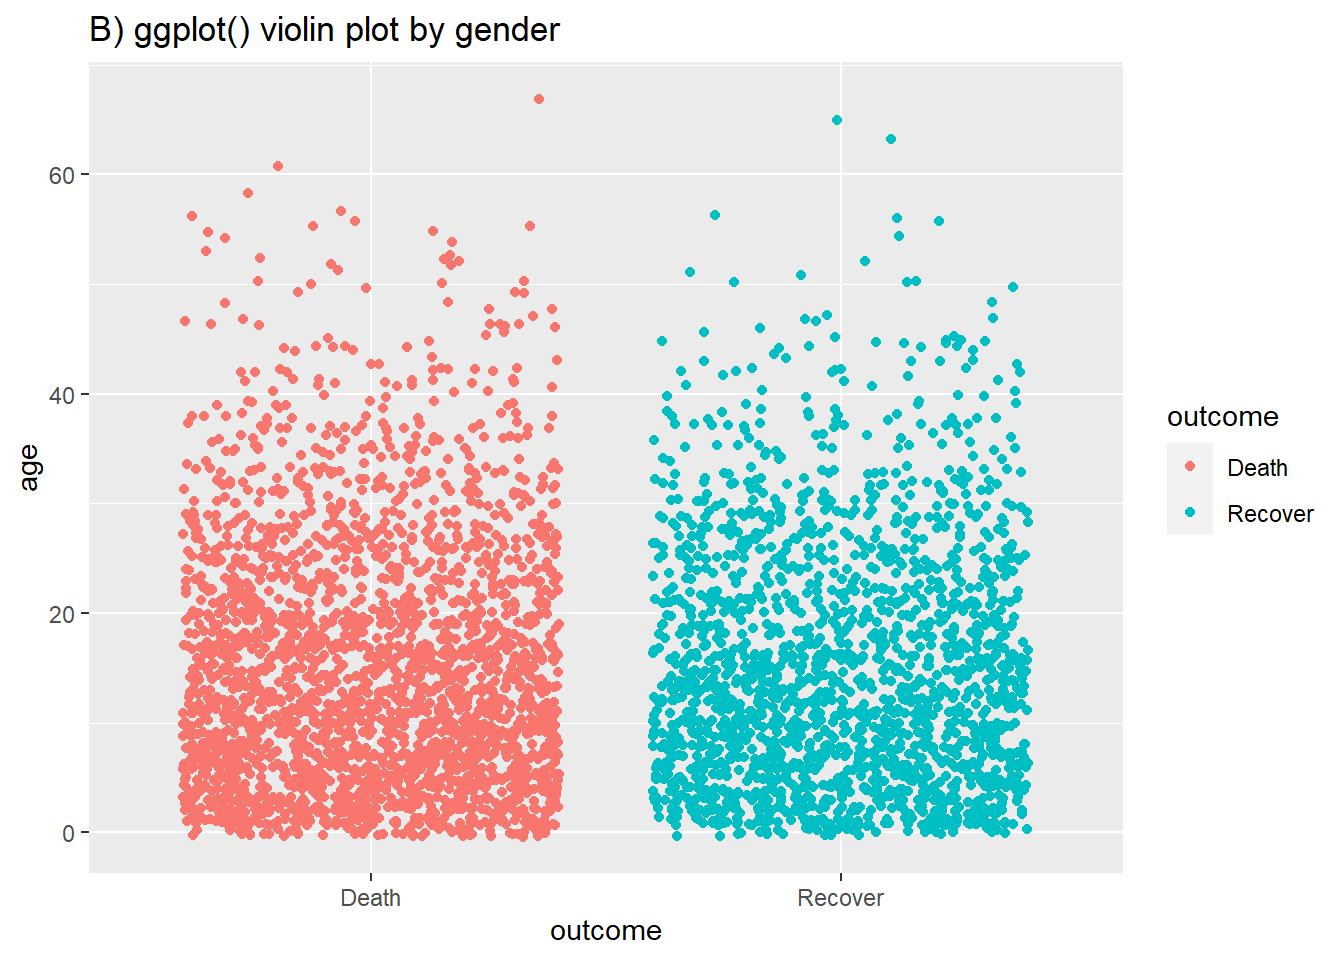 B) ggplot() violin plot by gender
age
60
40
20
0
Death
Recover
outcome
outcome
Death
Recover